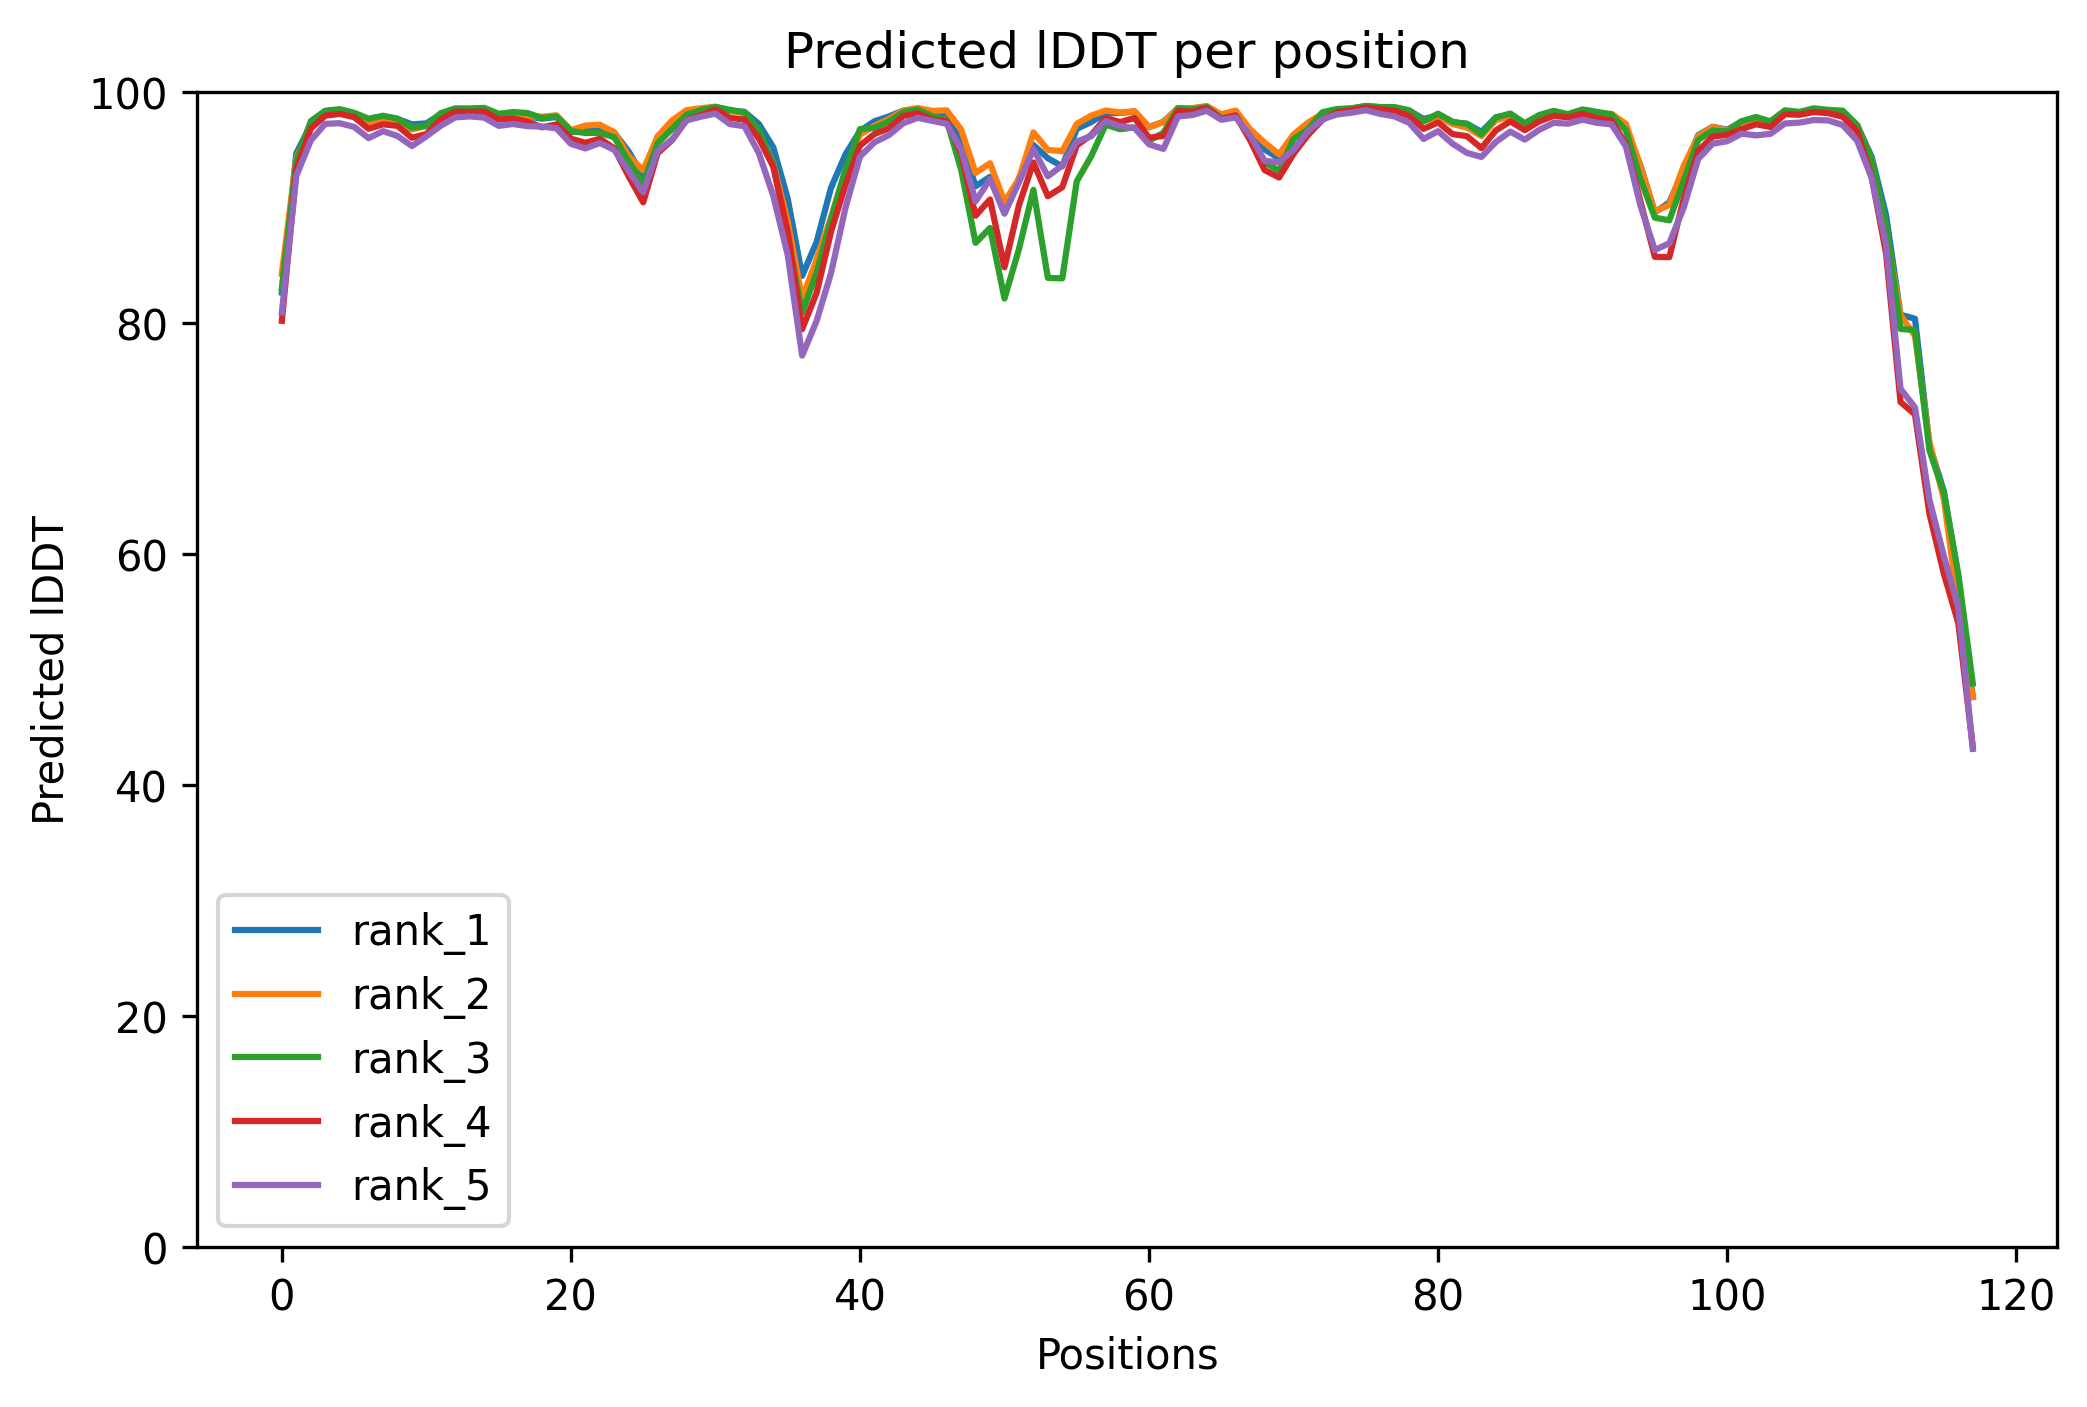 Predicted lDDT per position
100
80
60
40
20
0
Predicted lDDT
rank_1
rank_2
rank_3
rank_4
rank_5
0 20 40 60 80 100 120
Positions